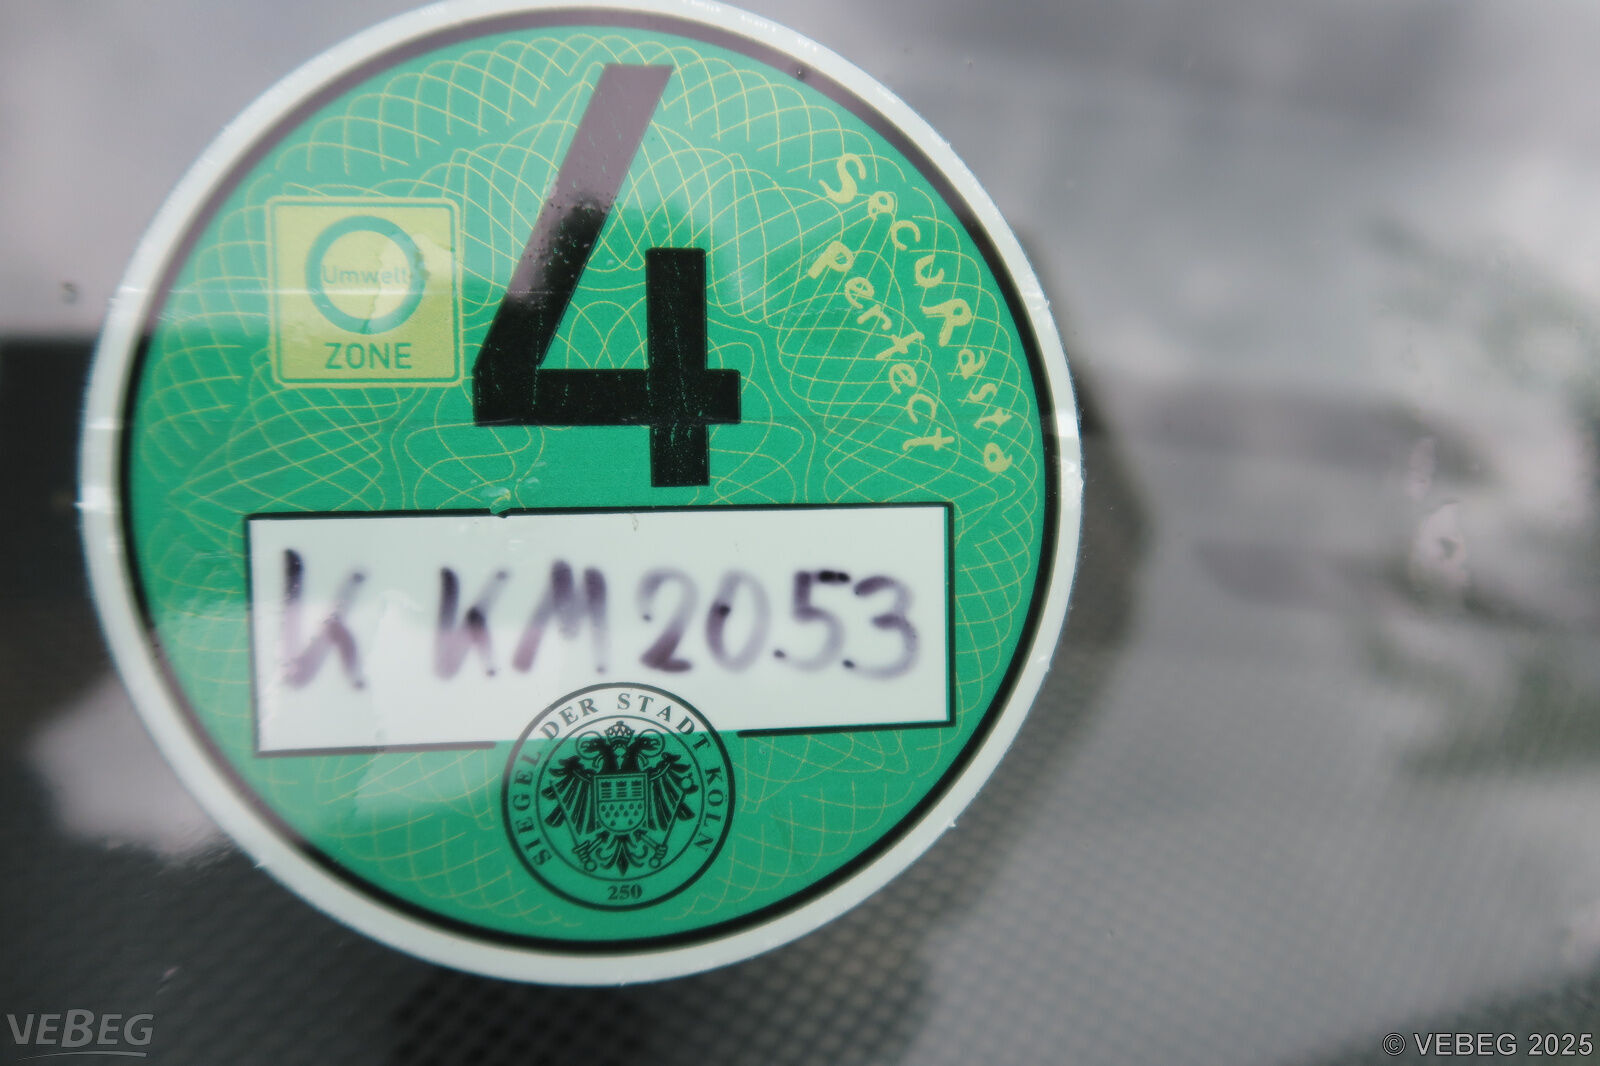 4
SecuRasta
Perfect
Umwelt
ZONE
K KM 2053
SIEGEL DER STADT KÖLN
250
VEBEG
© VEBEG 2025